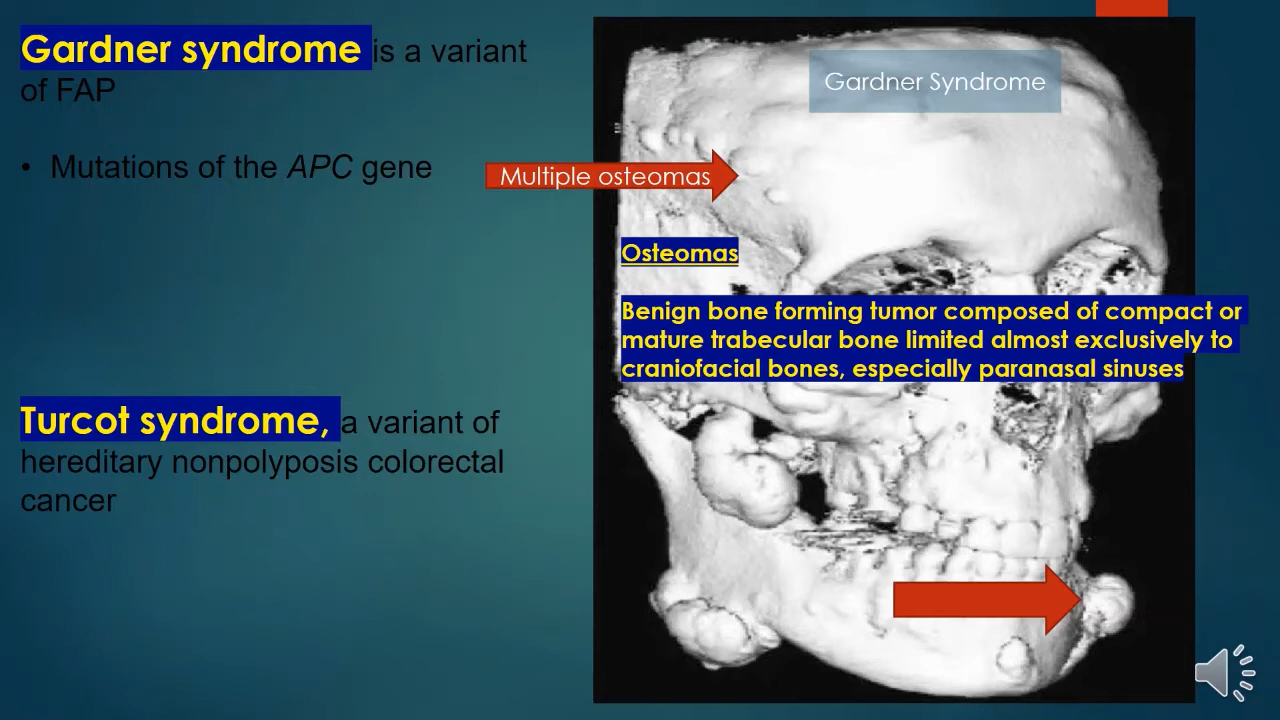 Gardner syndrome is a variant
of FAP
• Mutations of the APC gene
Turcot syndrome, a variant of
hereditary nonpolyposis colorectal
cancer
Gardner Syndrome
Multiple osteomas
Osteomas
Benign bone forming tumor composed of compact or
mature trabecular bone limited almost exclusively to
craniofacial bones, especially paranasal sinuses